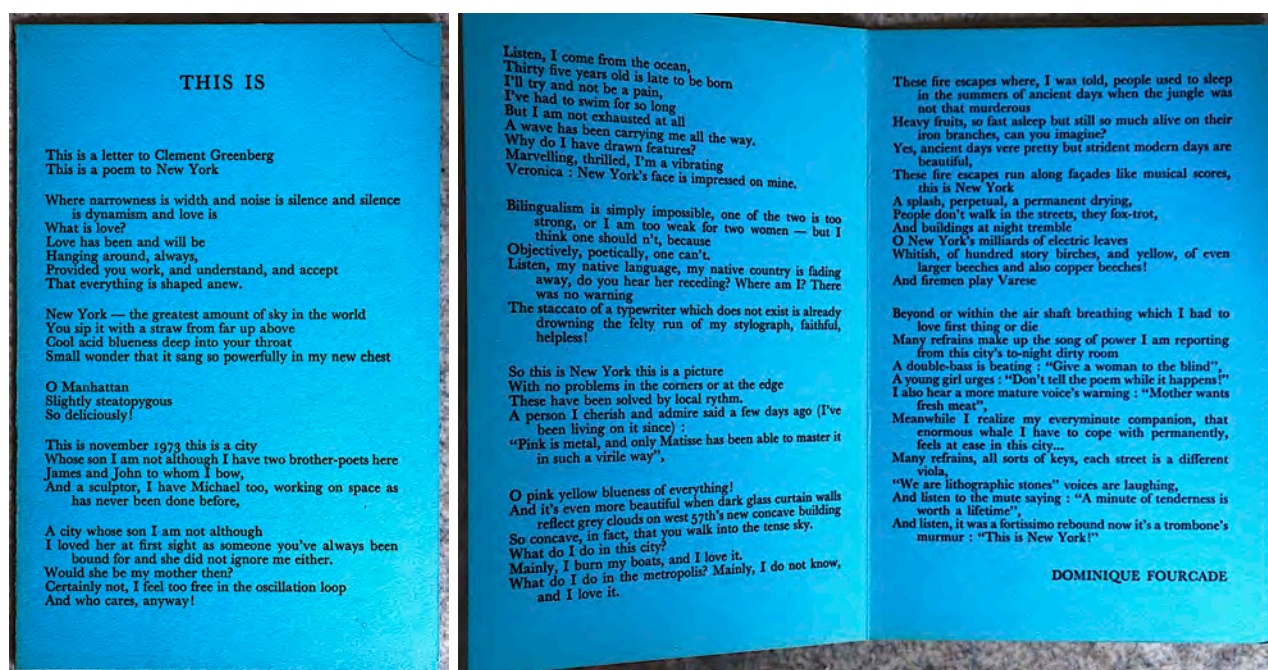 THIS IS
This is a letter to Clement Greenberg
This is a poem to New York
Where narrowness is width and noise is silence and silence
is dynamism and love is
What is love?
Love has been and will be
Hanging around, always,
Provided you work, and understand, and accept
That everything is shaped anew.
New York — the greatest amount of sky in the world
You sip it with a straw from far up above
Cool acid blueness deep into your throat
Small wonder that it sang so powerfully in my new chest
O Manhattan
Slightly steatopygous
So deliciously!
This is november 1973 this is a city
Whose son I am not although I have two brother-poets here
James and John to whom I bow,
And a sculptor, I have Michael too, working on space as
has never been done before,
A city whose son I am not although
I loved her at first sight as someone you've always been
bound for and she did not ignore me either.
Would she be my mother then?
Certainly not, I feel too free in the oscillation loop
And who cares, anyway!
Listen, I come from the ocean,
Thirty five years old is late to be born
I'll try and not be a pain,
I've had to swim for so long
But I am not exhausted at all
A wave has been carrying me all the way.
Why do I have drawn features?
Marvelling, thrilled, I'm a vibrating
Veronica : New York's face is impressed on mine.
Bilingualism is simply impossible, one of the two is too
strong, or I am too weak for two women — but I
think one should n't, because
Objectively, poetically, one can't.
Listen, my native language, my native country is fading
away, do you hear her receding? Where am I? There
was no warning
The staccato of a typewriter which does not exist is already
drowning the felty run of my stylograph, faithful,
helpless!
So this is New York this is a picture
With no problems in the corners or at the edge
These have been solved by local rythm.
A person I cherish and admire said a few days ago (I've
been living on it since) :
"Pink is metal, and only Matisse has been able to master it
in such a virile way",
O pink yellow blueness of everything!
And it's even more beautiful when dark glass curtain walls
reflect grey clouds on west 57th's new concave building
So concave, in fact, that you walk into the tense sky.
What do I do in this city?
Mainly, I burn my boats, and I love it.
What do I do in the metropolis? Mainly, I do not know,
and I love it.
These fire escapes where, I was told, people used to sleep
in the summers of ancient days when the jungle was
not that murderous
Heavy fruits, so fast asleep but still so much alive on their
iron branches, can you imagine?
Yes, ancient days vere pretty but strident modern days are
beautiful,
These fire escapes run along façades like musical scores,
this is New York
A splash, perpetual, a permanent drying,
People don't walk in the streets, they fox-trot,
And buildings at night tremble
O New York's milliards of electric leaves
Whitish, of hundred story birches, and yellow, of even
larger beeches and also copper beeches!
And firemen play Varese
Beyond or within the air shaft breathing which I had to
love first thing or die
Many refrains make up the song of power I am reporting
from this city's to-night dirty room
A double-bass is beating : "Give a woman to the blind",
A young girl urges : "Don't tell the poem while it happens!"
I also hear a more mature voice's warning : "Mother wants
fresh meat",
Meanwhile I realize my everyminute companion, that
enormous whale I have to cope with permanently,
feels at ease in this city...
Many refrains, all sorts of keys, each street is a different
viola,
"We are lithographic stones" voices are laughing,
And listen to the mute saying : "A minute of tenderness is
worth a lifetime",
And listen, it was a fortissimo rebound now it's a trombone's
murmur : "This is New York!"
DOMINIQUE FOURCADE